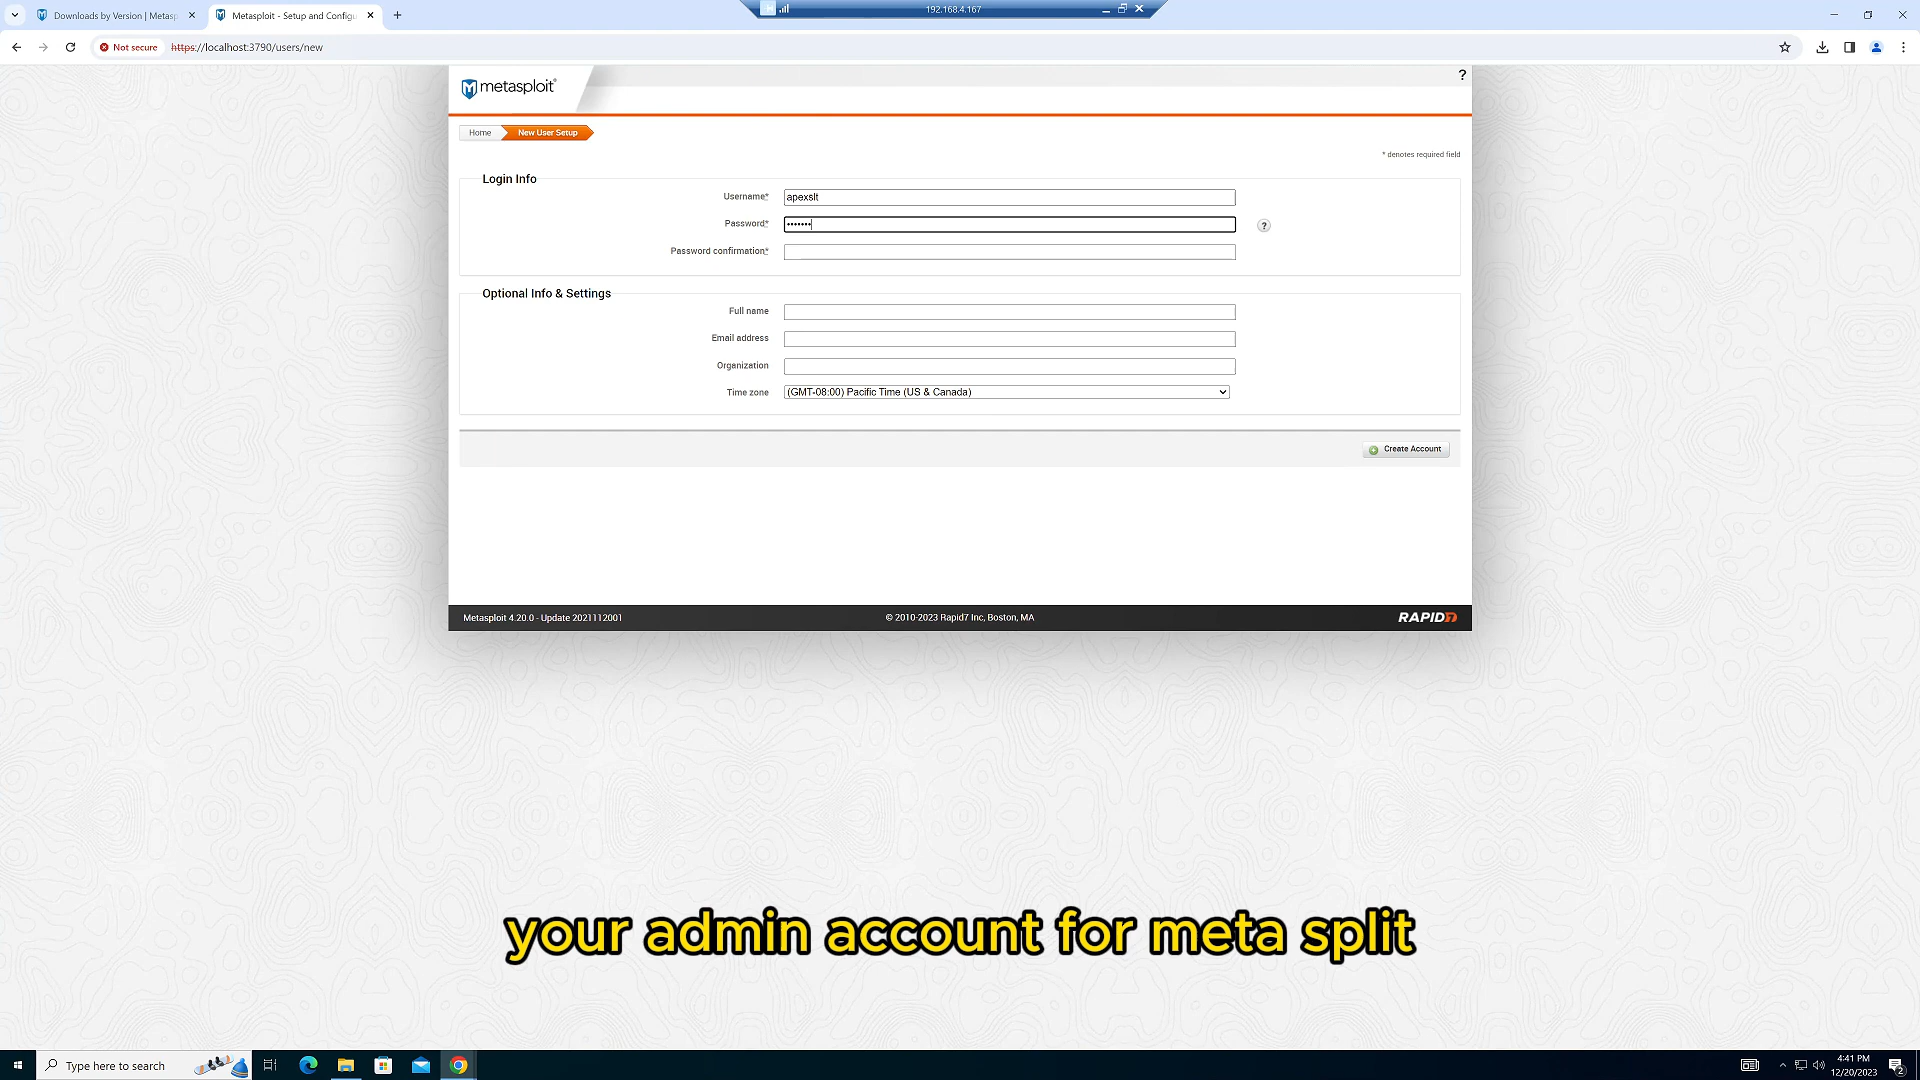 Downloads by Version | Metasp
Metasploit - Setup and Configu
192.168.4.167
Not secure
https://localhost:3790/users/new
metasploit
?
Home
New User Setup
* denotes required field
Login Info
Username*
apexslt
Password*
•••••••
?
Password confirmation*
Optional Info & Settings
Full name
Email address
Organization
Time zone
(GMT-08:00) Pacific Time (US & Canada)
Create Account
Metasploit 4.20.0 - Update 2021112001
© 2010-2023 Rapid7 Inc, Boston, MA
RAPID7
your admin account for meta split
Type here to search
4:41 PM
12/20/2023
2